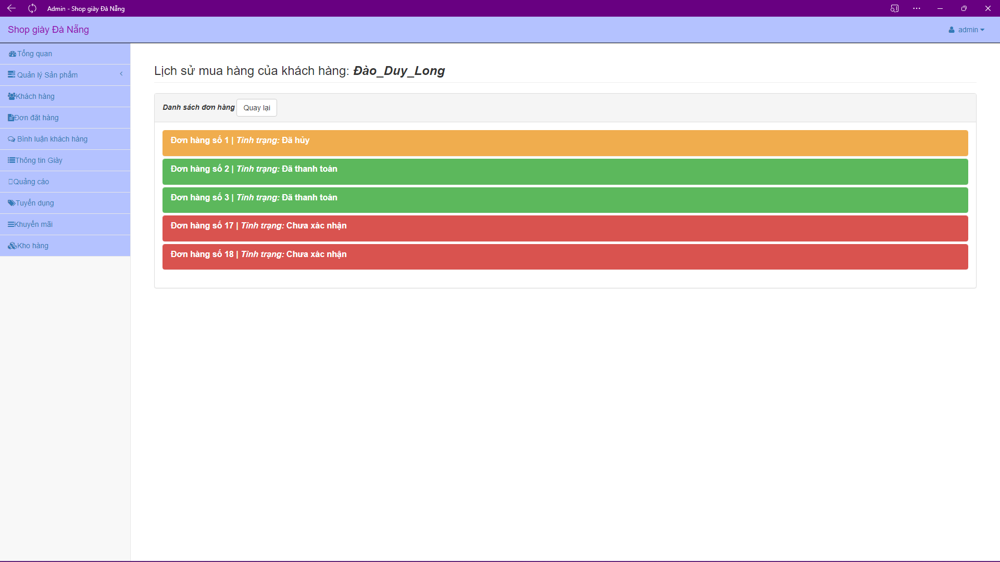 Admin - Shop giày Đà Nẵng
Shop giày Đà Nẵng
admin
Tổng quan
Quản lý Sản phẩm
Khách hàng
Đơn đặt hàng
Bình luận khách hàng
Thông tin Giày
Quảng cáo
Tuyển dụng
Khuyến mãi
Kho hàng
Lịch sử mua hàng của khách hàng: Đào_Duy_Long
Danh sách đơn hàng Quay lại
Đơn hàng số 1 | Tình trạng: Đã hủy
Đơn hàng số 2 | Tình trạng: Đã thanh toán
Đơn hàng số 3 | Tình trạng: Đã thanh toán
Đơn hàng số 17 | Tình trạng: Chưa xác nhận
Đơn hàng số 18 | Tình trạng: Chưa xác nhận